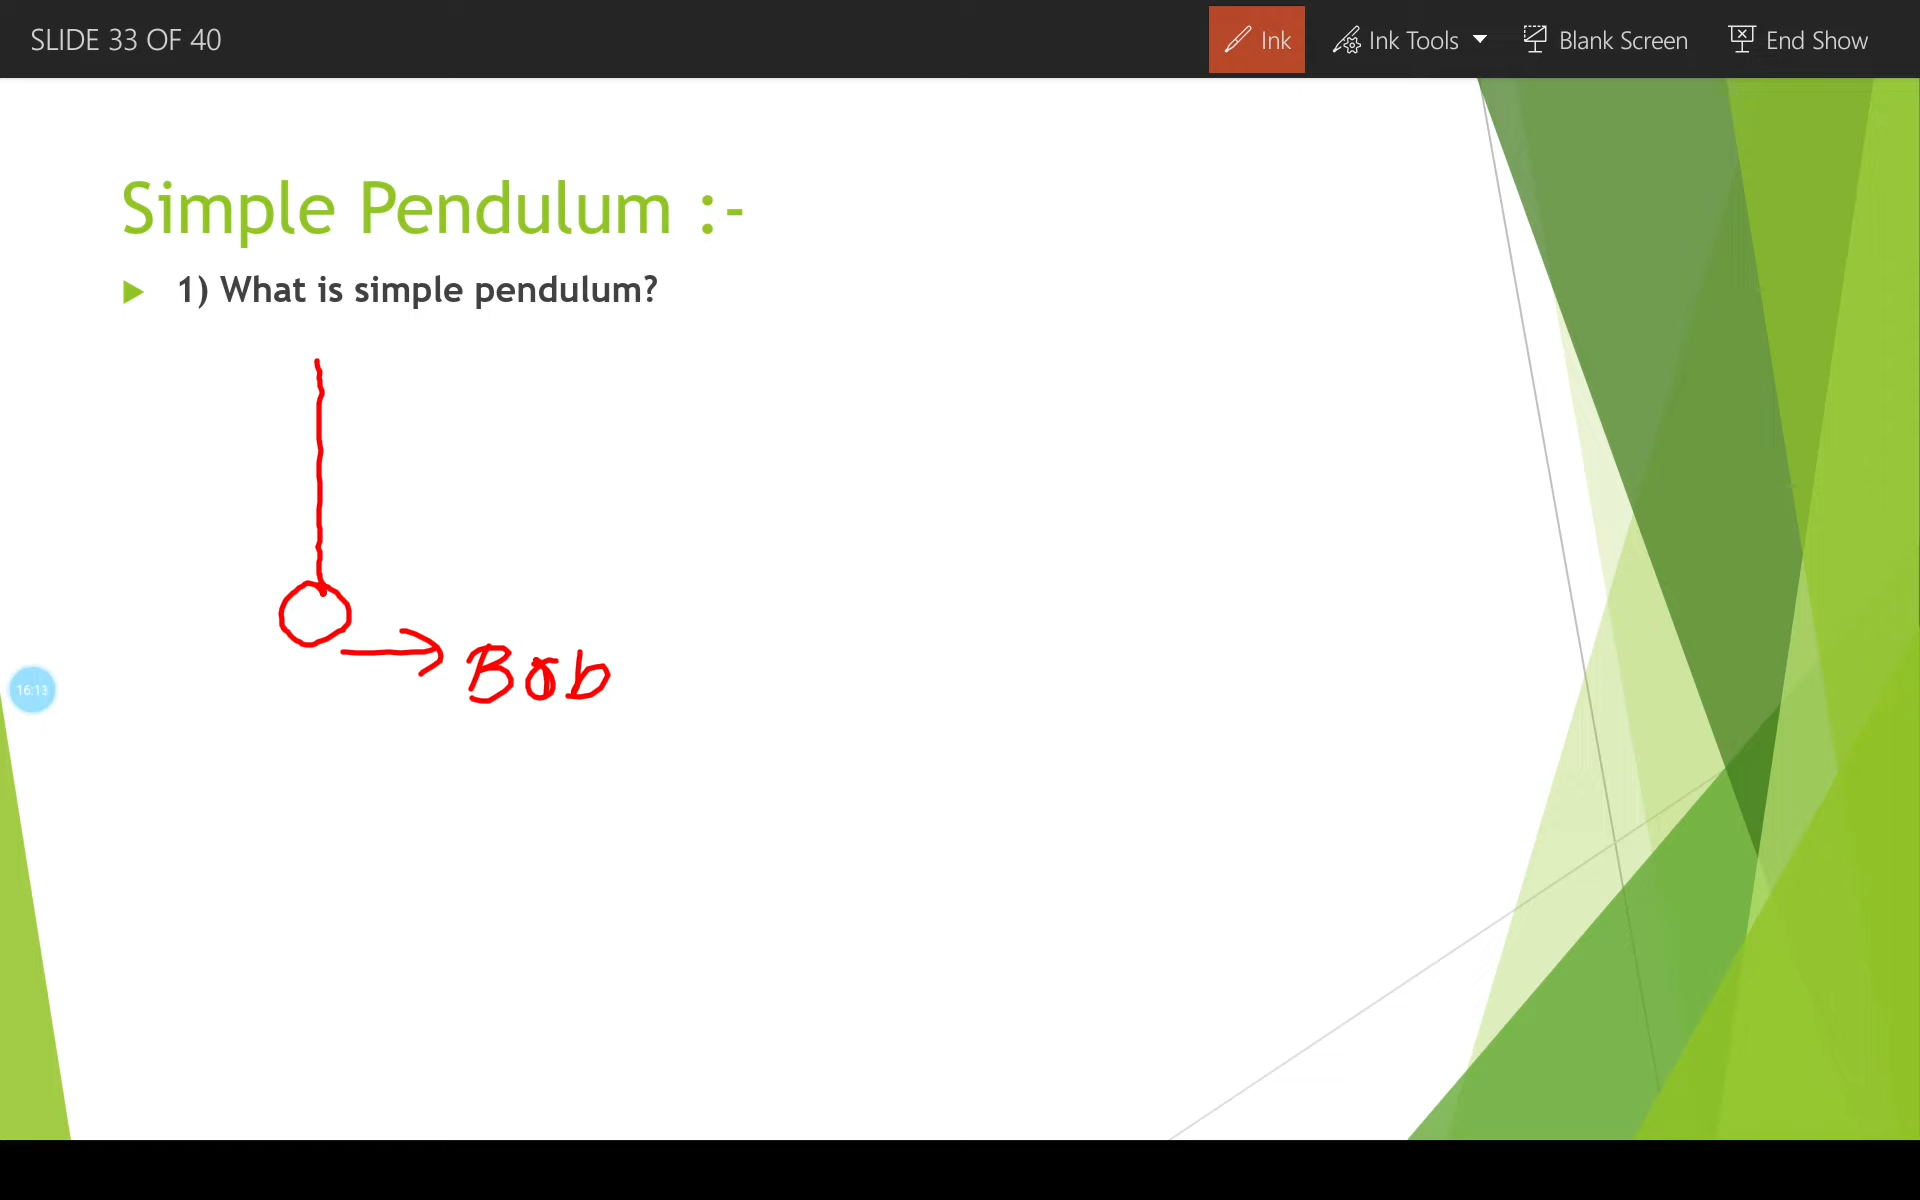 SLIDE 33 OF 40
Ink
Ink Tools
Blank Screen
End Show
Simple Pendulum :-
1) What is simple pendulum?
Bob
16:13